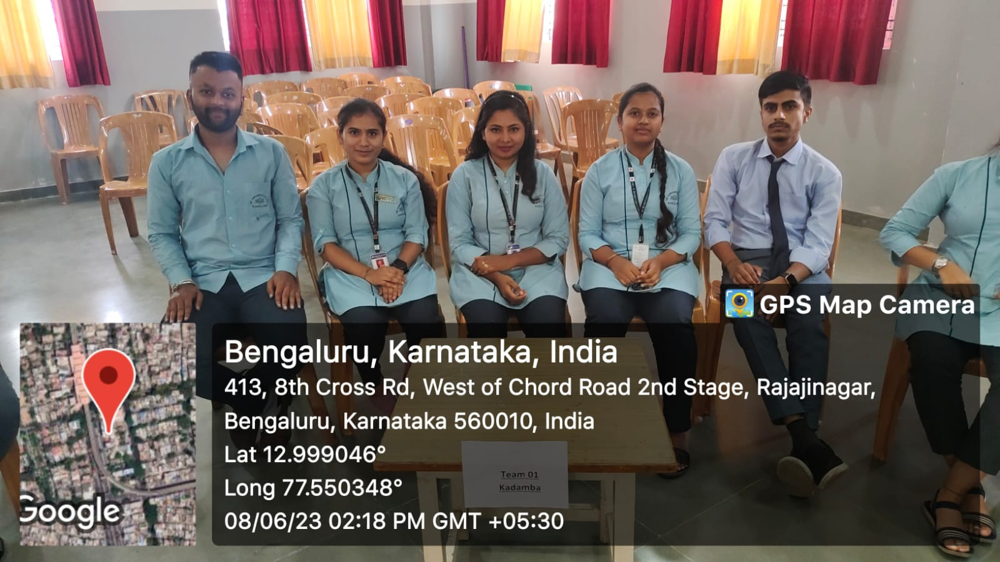 Team 01
Kadamba
GPS Map Camera
Bengaluru, Karnataka, India
413, 8th Cross Rd, West of Chord Road 2nd Stage, Rajajinagar,
Bengaluru, Karnataka 560010, India
Lat 12.999046°
Long 77.550348°
08/06/23 02:18 PM GMT +05:30
Google